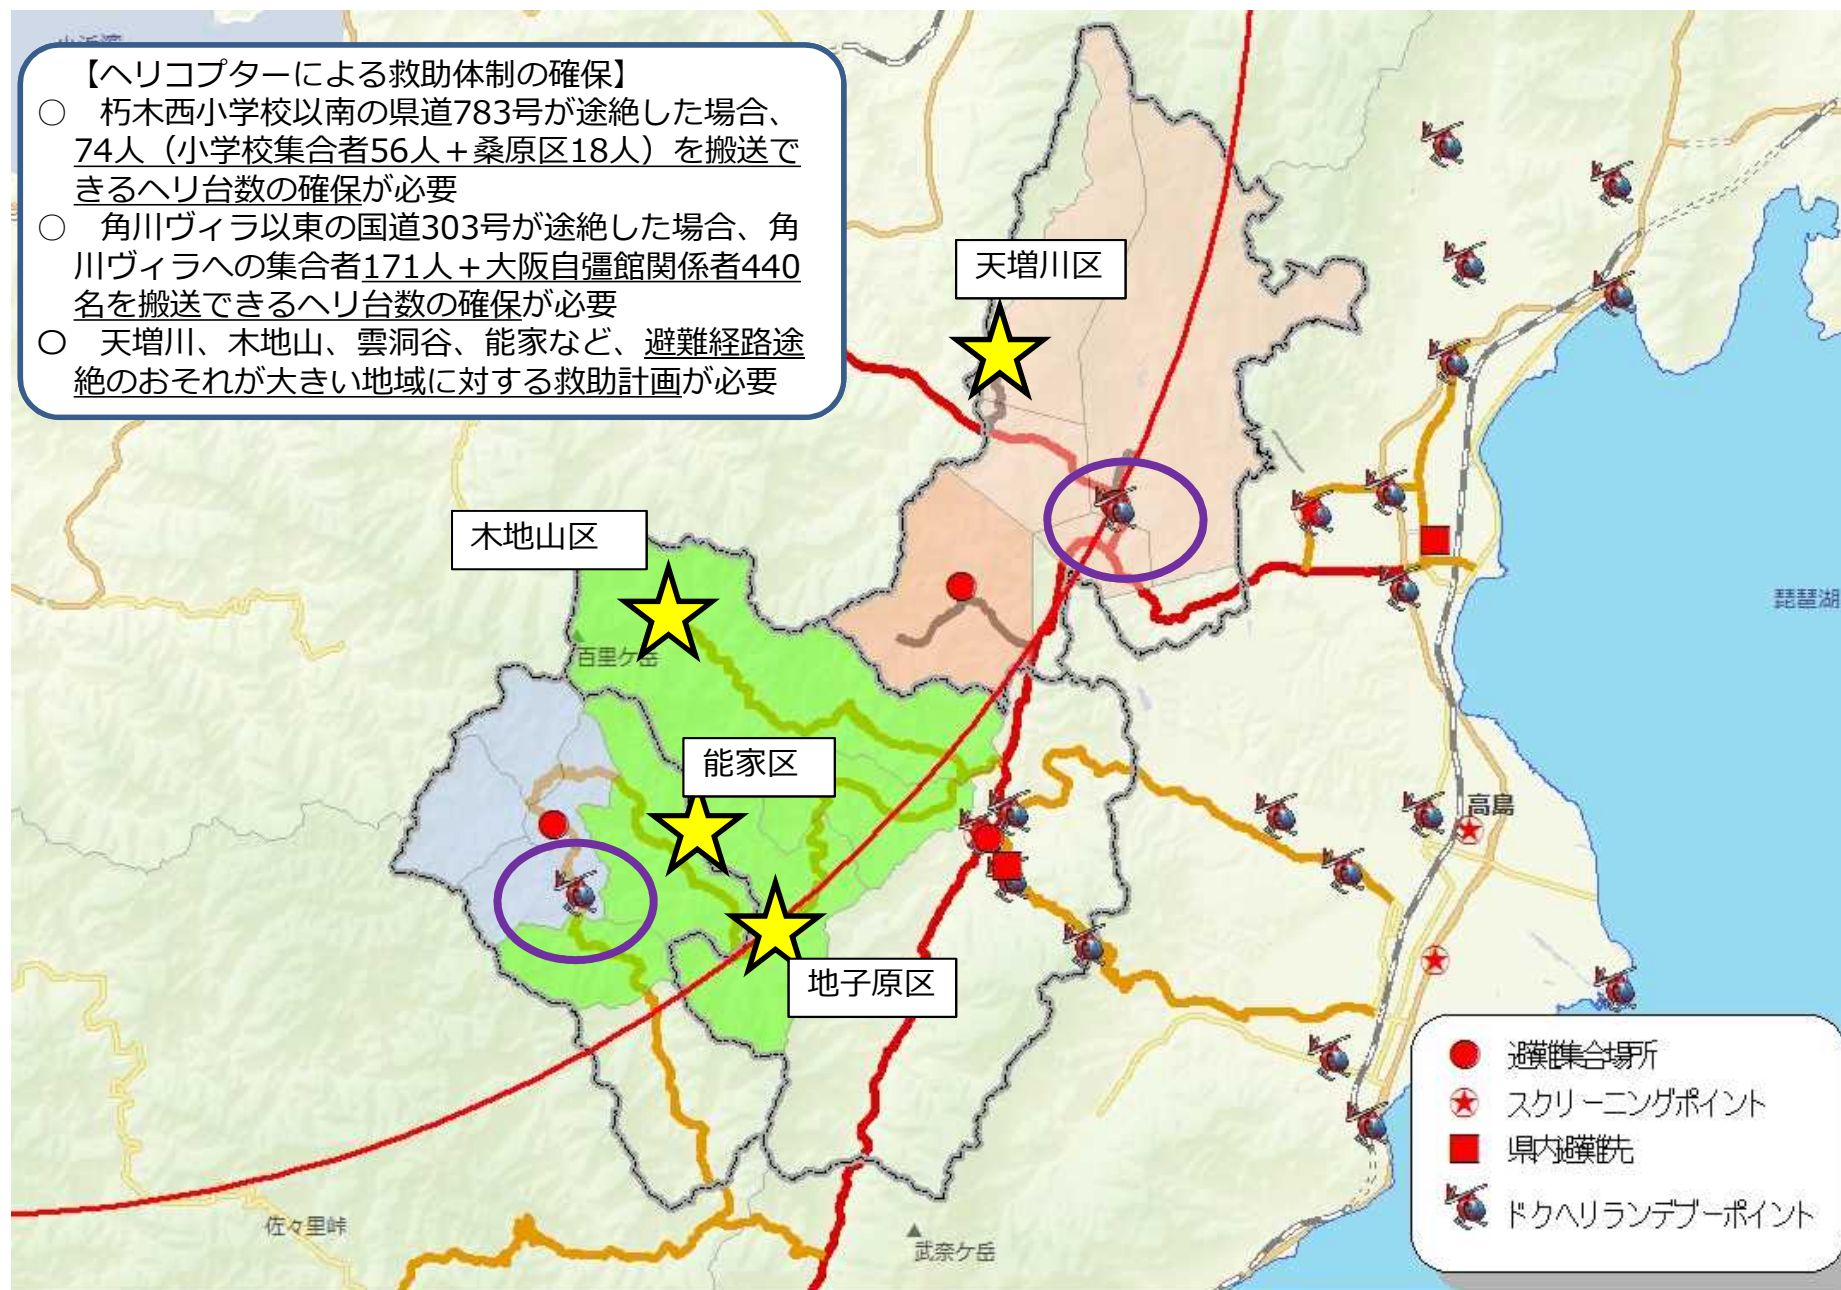 【ヘリコプターによる救助体制の確保】
○　朽木西小学校以南の県道783号が途絶した場合、
74人（小学校集合者56人＋桑原区18人）を搬送で
きるヘリ台数の確保が必要
○　角川ヴィラ以東の国道303号が途絶した場合、角
川ヴィラへの集合者171人＋大阪自彊館関係者440
名を搬送できるヘリ台数の確保が必要
〇　天増川、木地山、雲洞谷、能家など、避難経路途
絶のおそれが大きい地域に対する救助計画が必要
天増川区
木地山区
琵琶湖
百里ケ岳
能家区
高島
地子原区
佐々里峠
武奈ケ岳
避難集合場所
スクリーニングポイント
県内避難先
ドクヘリランデブーポイント